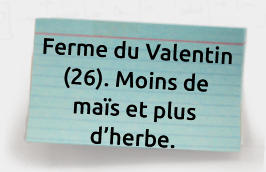 Ferme du Valentin
(26). Moins de
maïs et plus
d’herbe.